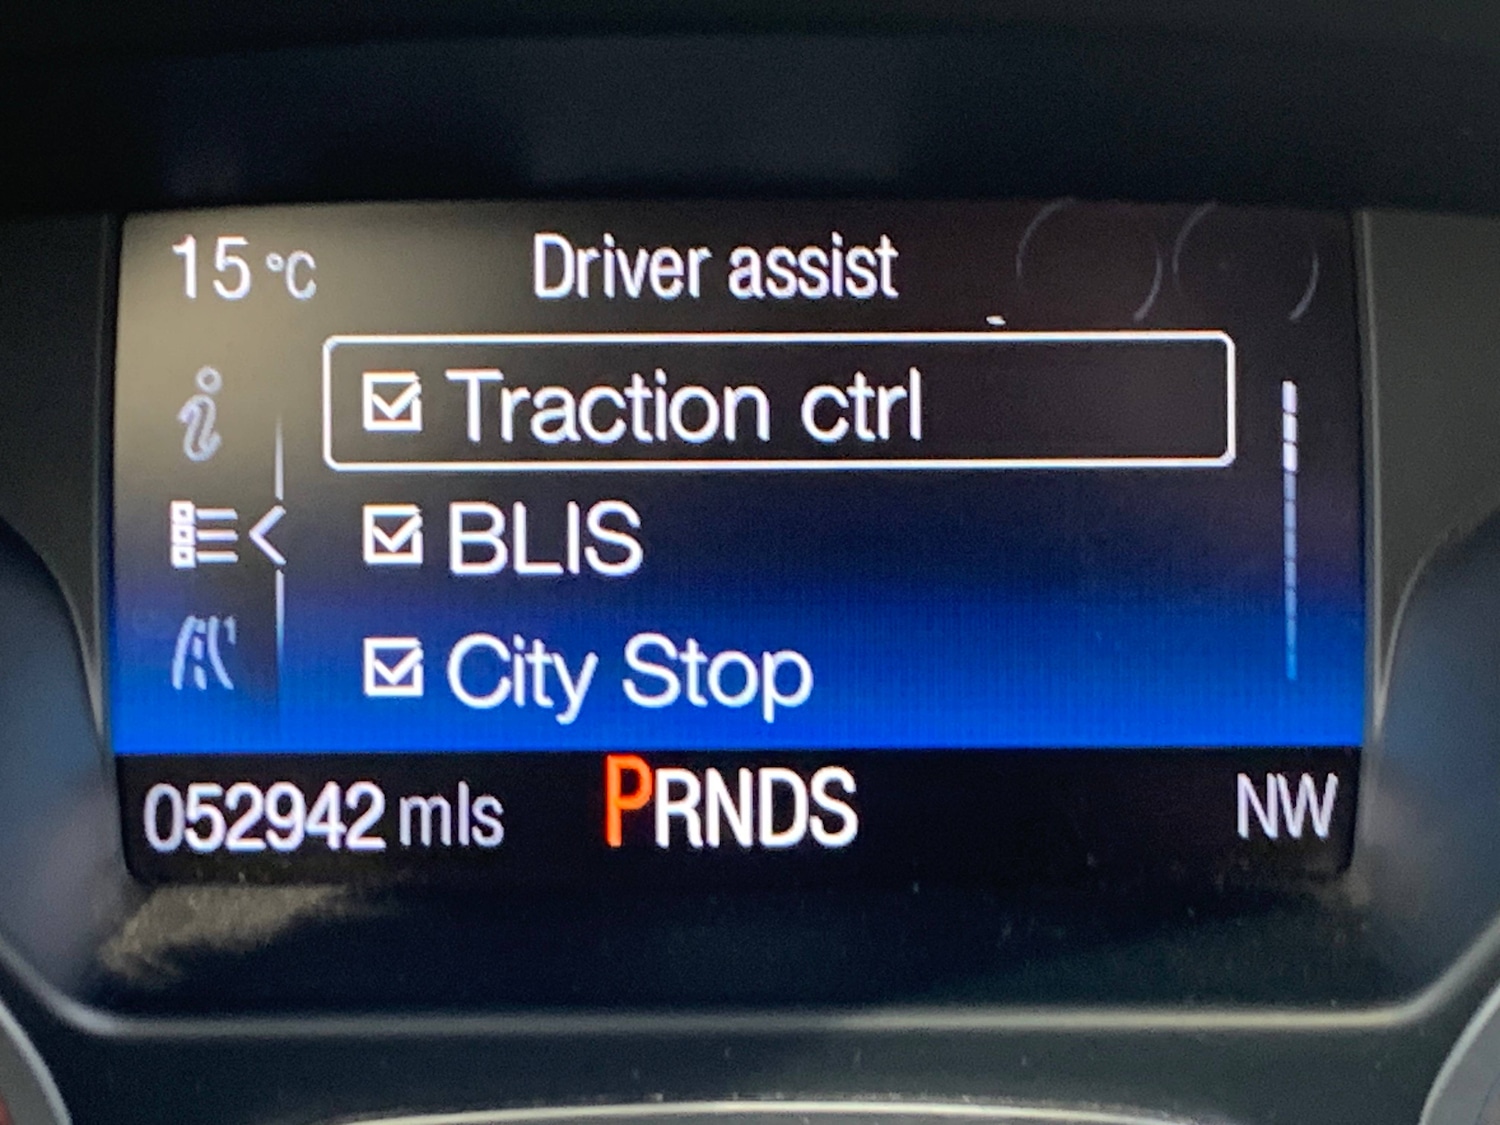 15 °C Driver assist
Traction ctrl
BLIS
City Stop
052942 mls PRNDS NW